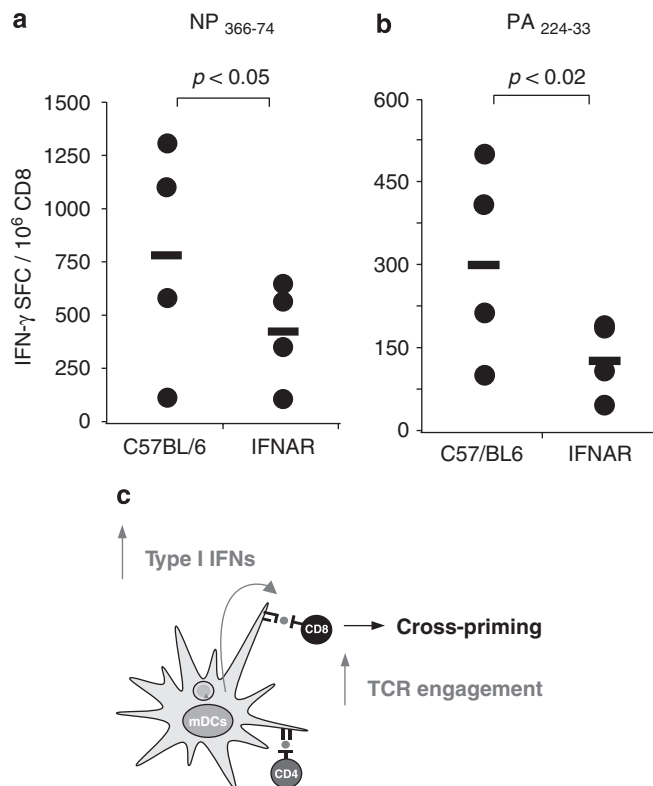 a
NP 366-74
p < 0.05
IFN-γ SFC / 10⁶ CD8
1500
1250
1000
750
500
250
0
C57BL/6 IFNAR
b
PA 224-33
p < 0.02
600
450
300
150
0
C57/BL6 IFNAR
c
Type I IFNs
CD8
Cross-priming
TCR engagement
mDCs
CD4